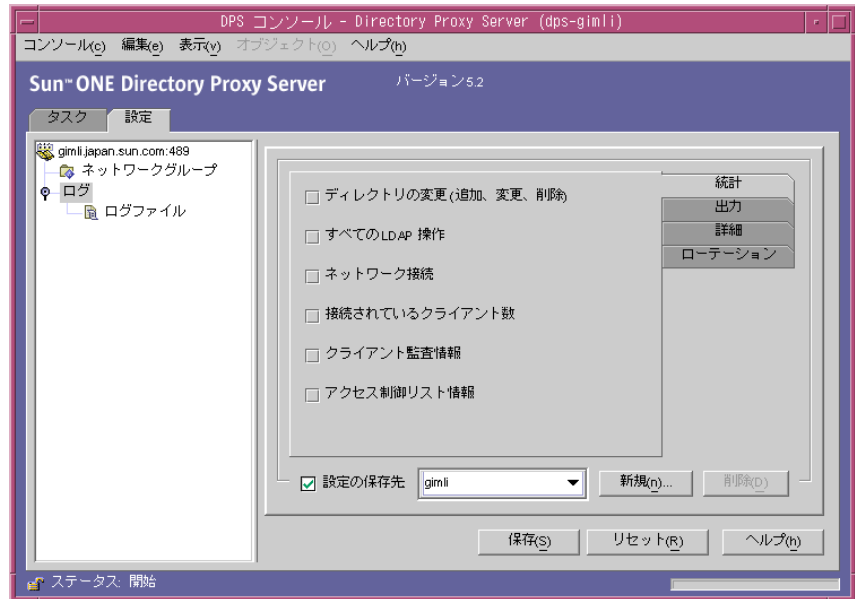 DPS コンソール - Directory Proxy Server (dps-gimli)
コンソール(c) 編集(e) 表示(v) オブジェクト(O) ヘルプ(h)
Sun™ ONE Directory Proxy Server バージョン5.2
タスク 設定
gimli.japan.sun.com:489
ネットワークグループ
ログ
ログファイル
ディレクトリの変更(追加、変更、削除)
すべてのLDAP 操作
ネットワーク接続
接続されているクライアント数
クライアント監査情報
アクセス制御リスト情報
統計
出力
詳細
ローテーション
設定の保存先 gimli 新規(n)... 削除(D)
保存(S) リセット(R) ヘルプ(h)
ステータス: 開始